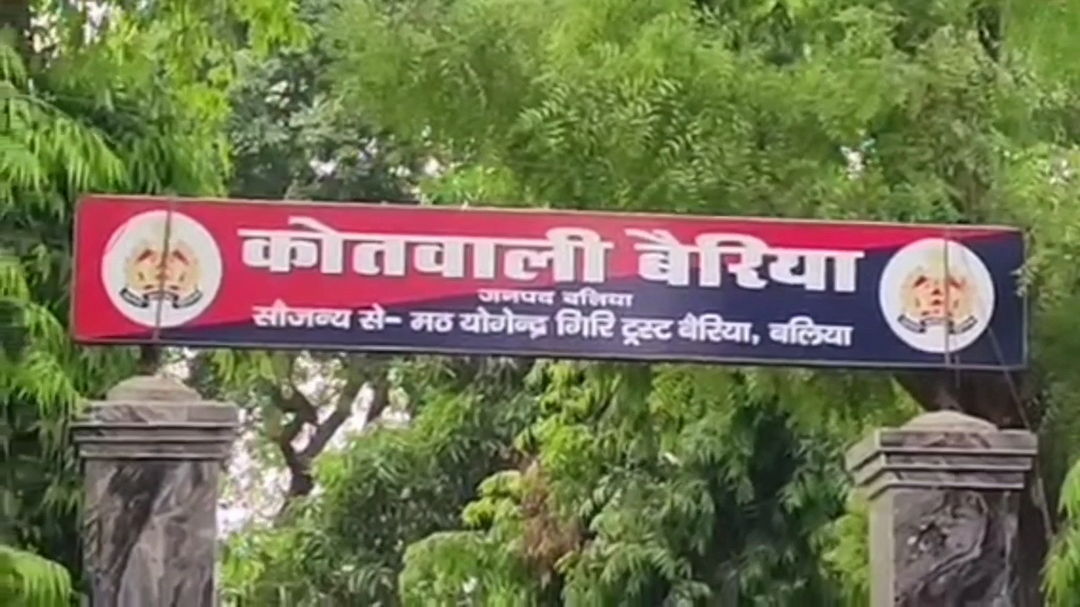 कोतवाली बैरिया
जनपद बलिया
सौजन्य से- मठ योगेन्द्र गिरि ट्रस्ट बैरिया, बलिया